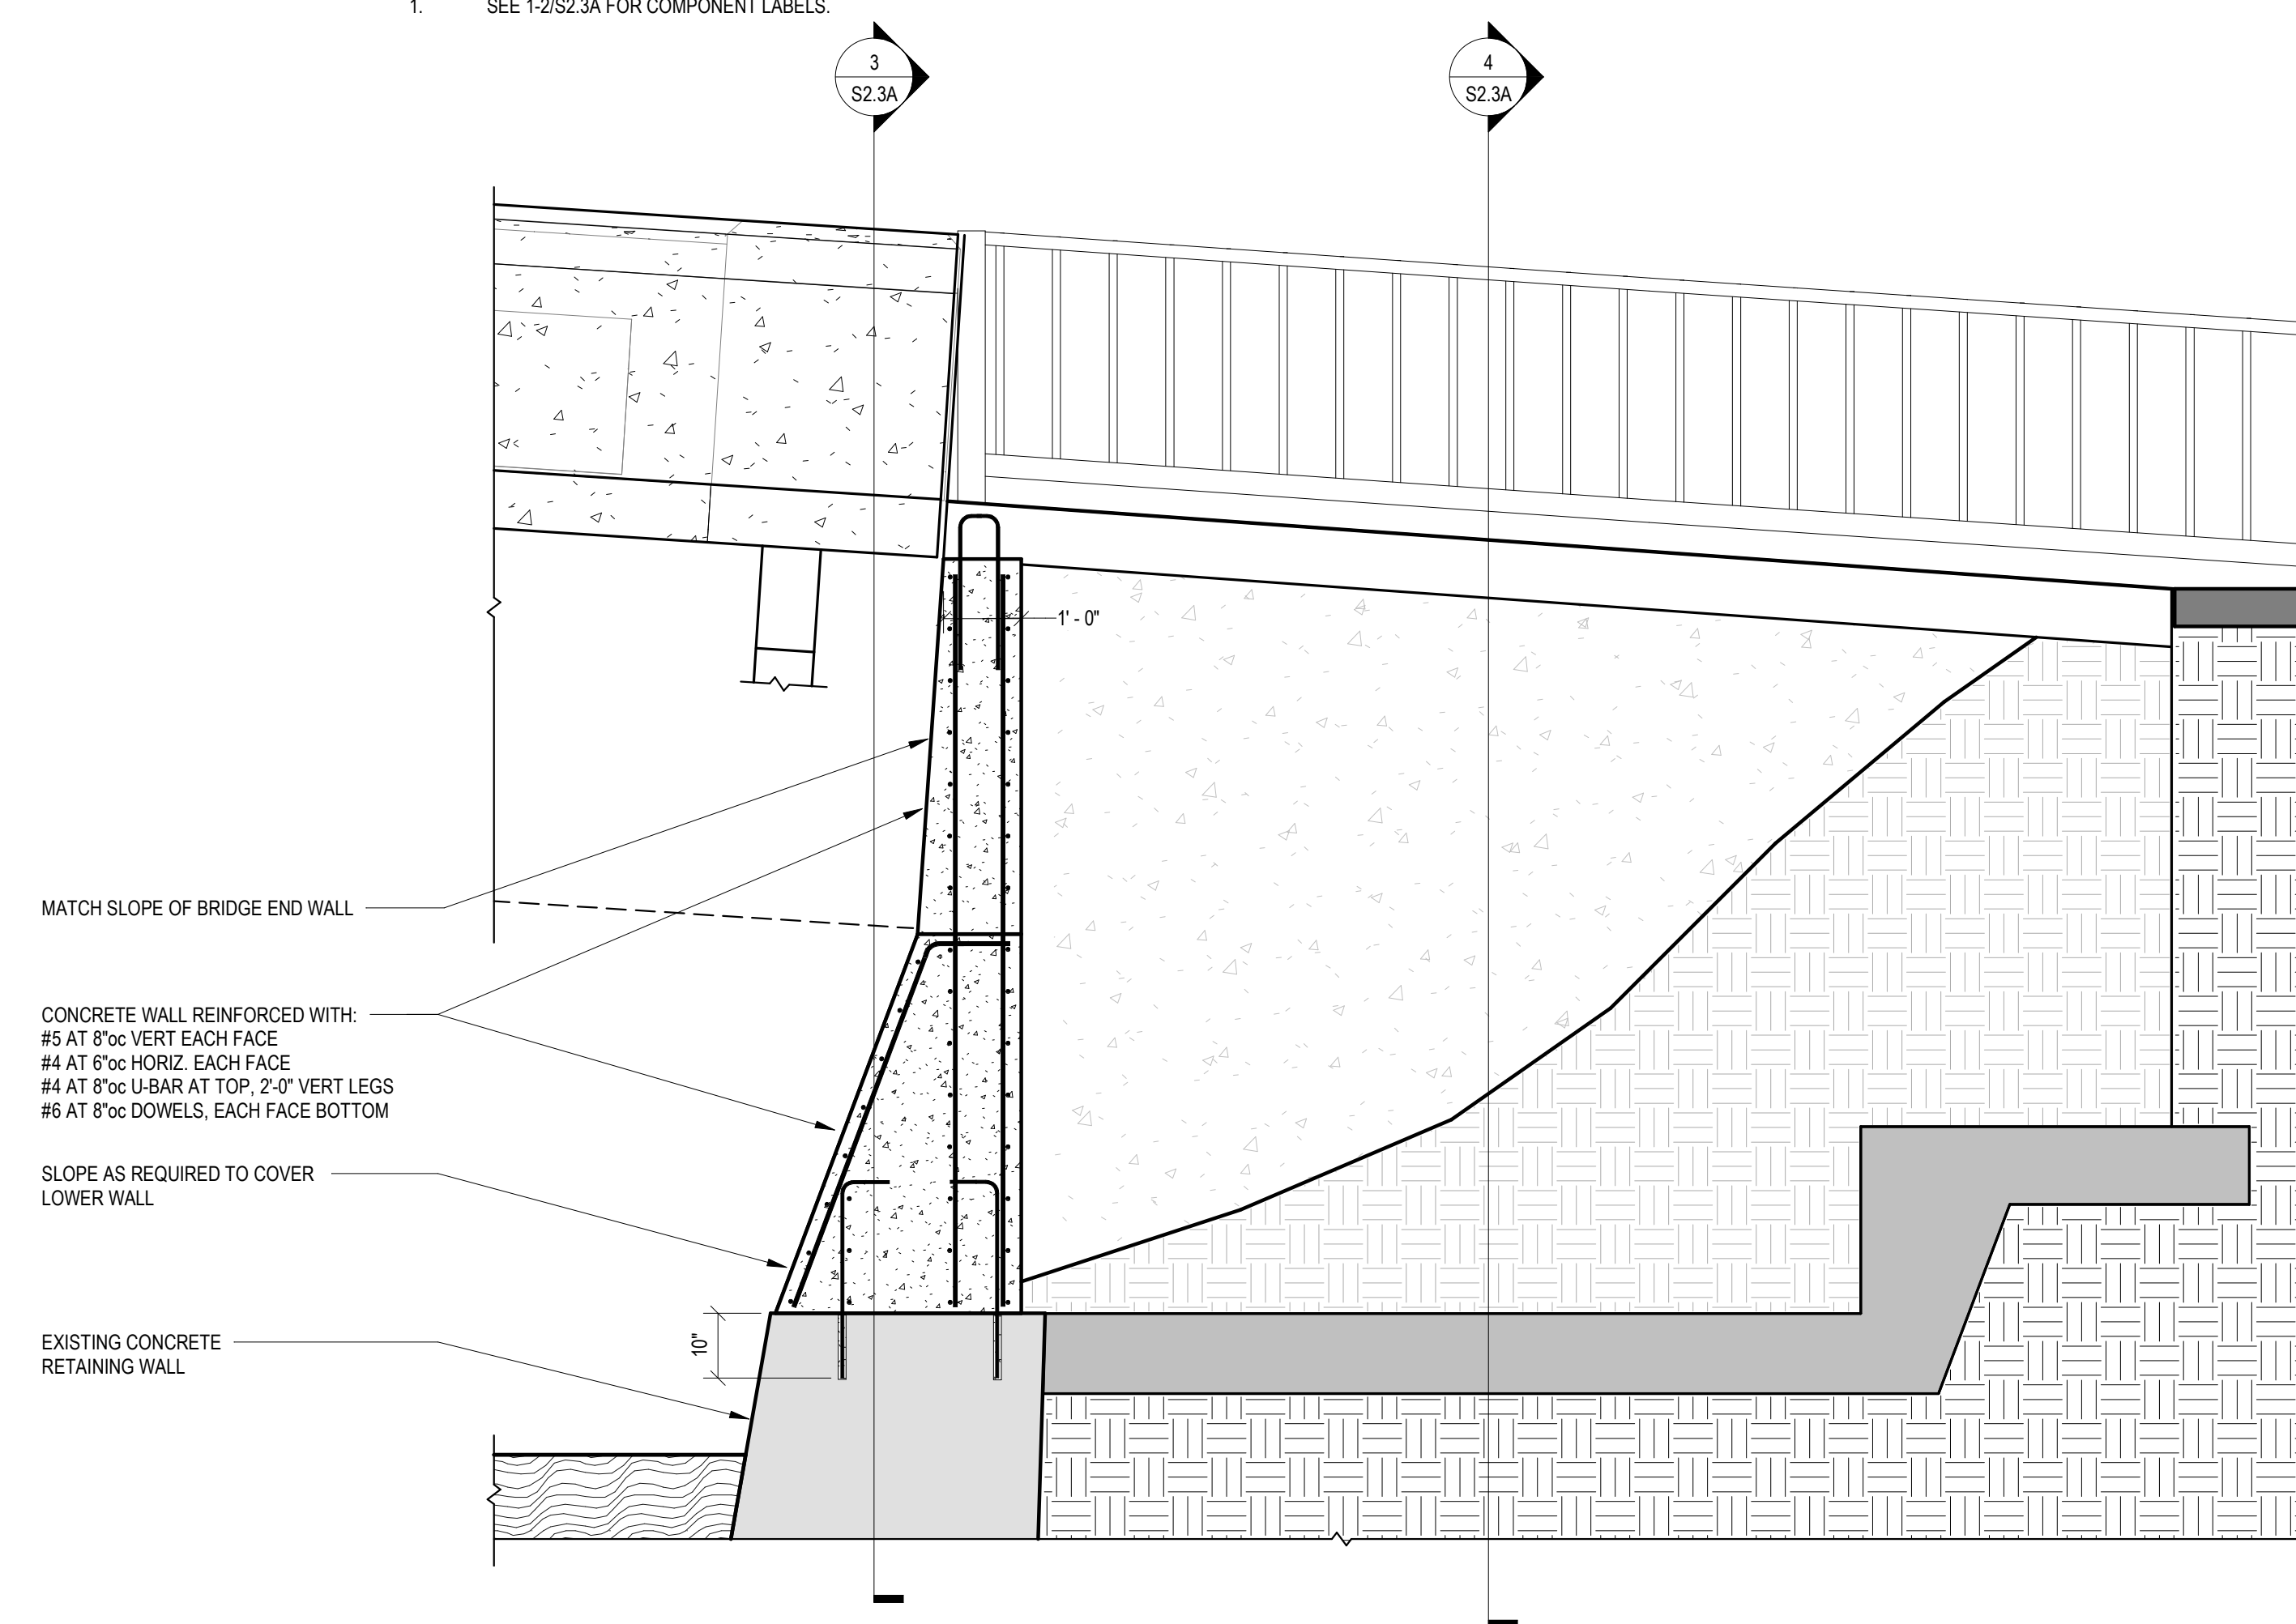 1. SEE 1-2/S2.3A FOR COMPONENT LABELS.
3
S2.3A
4
S2.3A
1' - 0"
MATCH SLOPE OF BRIDGE END WALL
CONCRETE WALL REINFORCED WITH:
#5 AT 8"oc VERT EACH FACE
#4 AT 6"oc HORIZ. EACH FACE
#4 AT 8"oc U-BAR AT TOP, 2'-0" VERT LEGS
#6 AT 8"oc DOWELS, EACH FACE BOTTOM
SLOPE AS REQUIRED TO COVER
LOWER WALL
10"
EXISTING CONCRETE
RETAINING WALL